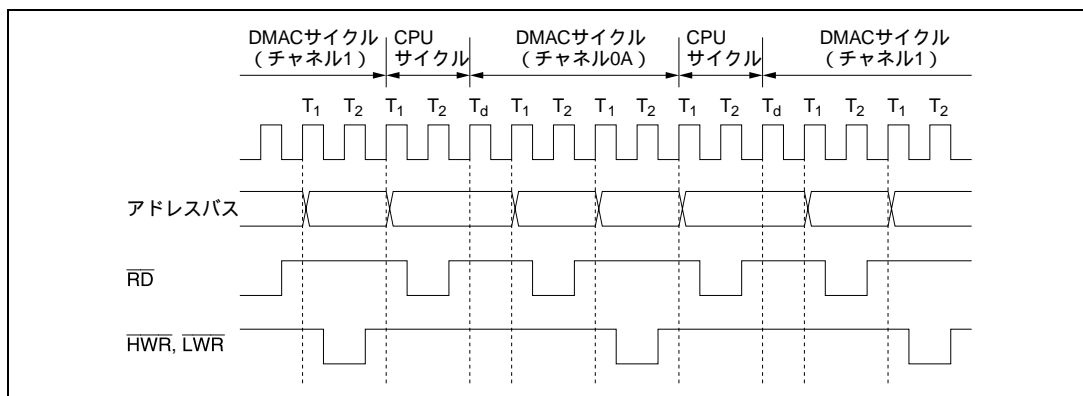 DMACサイクル CPU DMACサイクル CPU DMACサイクル
(チャネル1) サイクル (チャネル0A) サイクル (チャネル1)
T1 T2 T1 T2 Td T1 T2 T1 T2 T1 T2 Td T1 T2 T1 T2
アドレスバス
RD
HWR, LWR